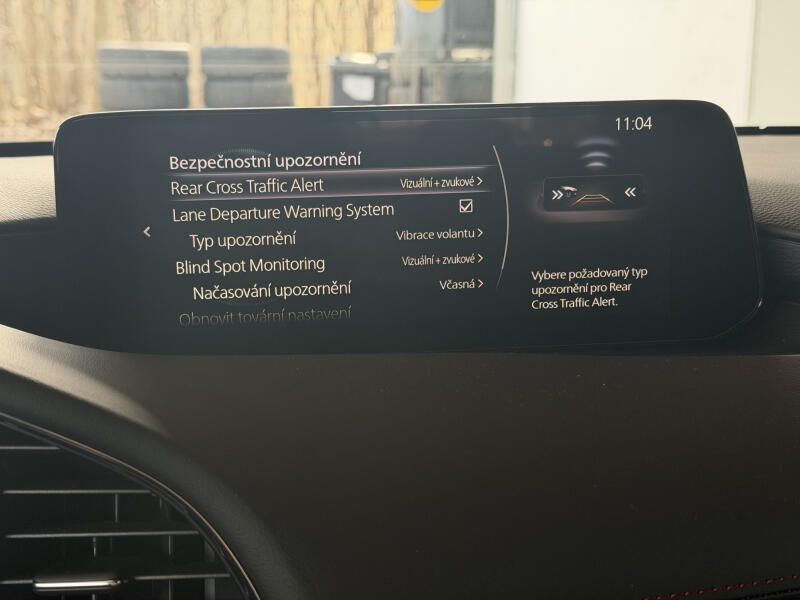 11:04
Bezpečnostní upozornění
Rear Cross Traffic Alert Vizuální + zvukové >
Lane Departure Warning System
Typ upozornění Vibrace volantu >
Blind Spot Monitoring Vizuální + zvukové >
Načasování upozornění Včasná >
Obnovit tovární nastavení
Vybere požadovaný typ
upozornění pro Rear
Cross Traffic Alert.